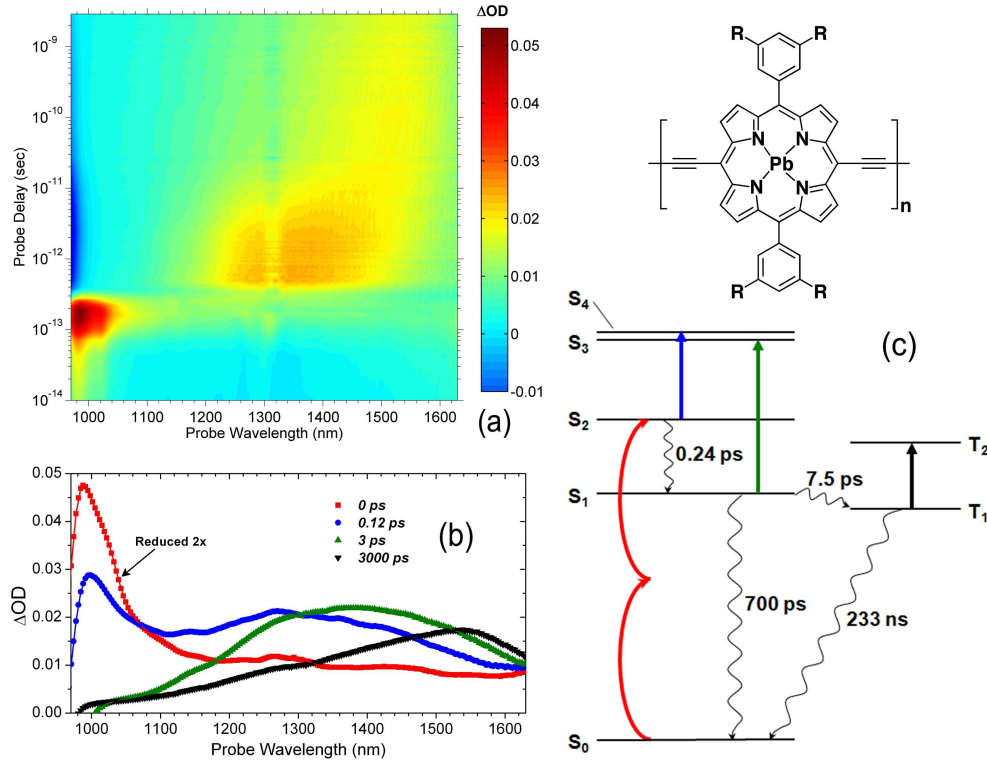 ΔOD
10⁻⁹
10⁻¹⁰
10⁻¹¹
10⁻¹²
10⁻¹³
10⁻¹⁴
Probe Delay (sec)
1000 1100 1200 1300 1400 1500 1600
Probe Wavelength (nm)
0.05
0.04
0.03
0.02
0.01
0
-0.01
(a)
R R
N N
Pb
N N
n
R R
0.05
0.04
0.03
0.02
0.01
0.00
ΔOD
0 ps
0.12 ps
3 ps
3000 ps
Reduced 2x
(b)
1000 1100 1200 1300 1400 1500 1600
Probe Wavelength (nm)
(c)
S₄
S₃
S₂
0.24 ps
T₂
7.5 ps
S₁
T₁
700 ps
233 ns
S₀